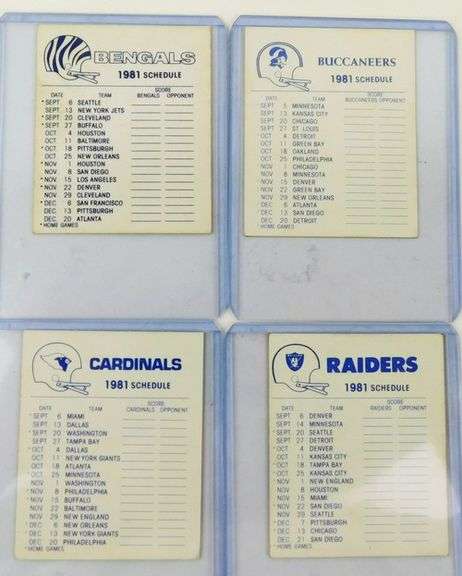 BENGALS
1981 SCHEDULE
SCORE
DATE TEAM BENGALS OPPONENT
* SEPT 6 SEATTLE
SEPT 13 NEW YORK JETS
* SEPT 20 CLEVELAND
* SEPT 27 BUFFALO
OCT 4 HOUSTON
OCT 11 BALTIMORE
* OCT 18 PITTSBURGH
OCT 25 NEW ORLEANS
* NOV 1 HOUSTON
NOV 8 SAN DIEGO
* NOV 15 LOS ANGELES
* NOV 22 DENVER
NOV 29 CLEVELAND
* DEC 6 SAN FRANCISCO
DEC 13 PITTSBURGH
DEC 20 ATLANTA
*HOME GAMES
BUCCANEERS
1981 SCHEDULE
SCORE
DATE TEAM BUCCANEERS OPPONENT
SEPT 5 MINNESOTA
SEPT 13 KANSAS CITY
SEPT 20 CHICAGO
SEPT 27 ST. LOUIS
OCT 4 DETROIT
OCT 11 GREEN BAY
OCT 18 OAKLAND
OCT 25 PHILADELPHIA
NOV 1 CHICAGO
NOV 8 MINNESOTA
NOV 15 DENVER
NOV 22 GREEN BAY
NOV 29 NEW ORLEANS
DEC 6 ATLANTA
DEC 13 SAN DIEGO
DEC 20 DETROIT
*HOME GAMES
CARDINALS
1981 SCHEDULE
SCORE
DATE TEAM CARDINALS OPPONENT
* SEPT 6 MIAMI
SEPT 13 DALLAS
* SEPT 20 WASHINGTON
SEPT 27 TAMPA BAY
* OCT 4 DALLAS
OCT 11 NEW YORK GIANTS
OCT 18 ATLANTA
* OCT 25 MINNESOTA
NOV 1 WASHINGTON
* NOV 8 PHILADELPHIA
* NOV 15 BUFFALO
NOV 22 BALTIMORE
NOV 29 NEW ENGLAND
* DEC 6 NEW ORLEANS
* DEC 13 NEW YORK GIANTS
DEC 20 PHILADELPHIA
*HOME GAMES
RAIDERS
1981 SCHEDULE
SCORE
DATE TEAM RAIDERS OPPONENT
SEPT 6 DENVER
SEPT 14 MINNESOTA
* SEPT 20 SEATTLE
SEPT 27 DETROIT
* OCT 4 DENVER
OCT 11 KANSAS CITY
* OCT 18 TAMPA BAY
* OCT 25 KANSAS CITY
NOV 1 NEW ENGLAND
NOV 8 HOUSTON
* NOV 15 MIAMI
* NOV 22 SAN DIEGO
NOV 29 SEATTLE
* DEC 7 PITTSBURGH
* DEC 13 CHICAGO
DEC 21 SAN DIEGO
*HOME GAMES